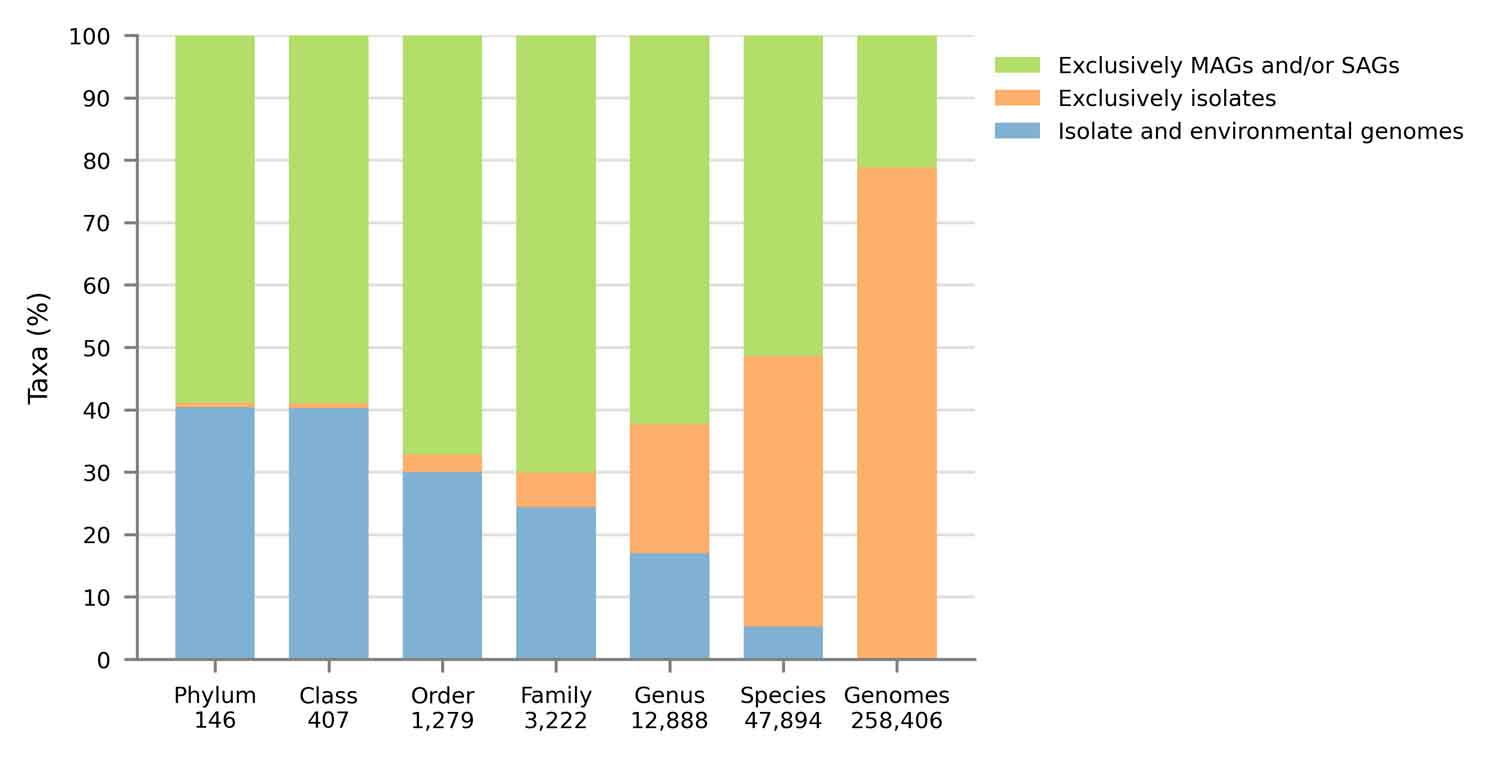 100
90
80
70
60
50
40
30
20
10
0
Taxa (%)
Exclusively MAGs and/or SAGs
Exclusively isolates
Isolate and environmental genomes
Phylum Class Order Family Genus Species Genomes
146 407 1,279 3,222 12,888 47,894 258,406